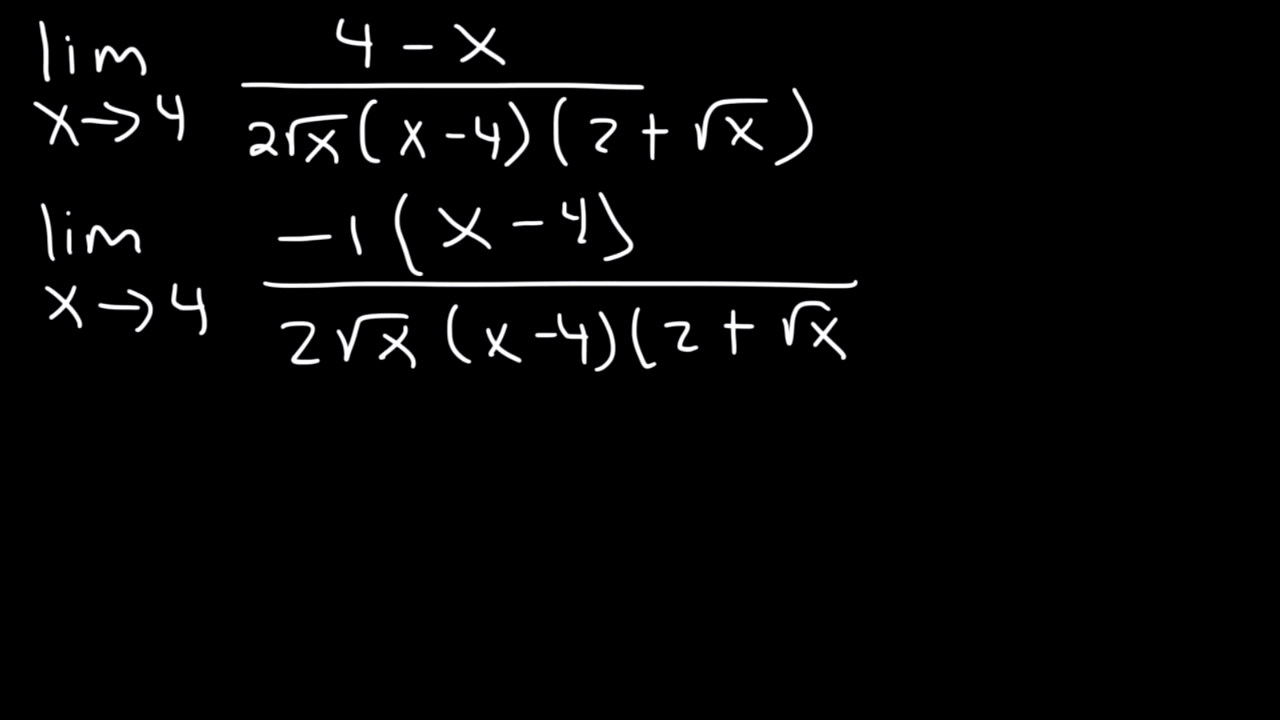 lim 4 - x
x→4 2√x(x-4)(2+√x)
lim -1(x-4)
x→4 2√x(x-4)(2+√x